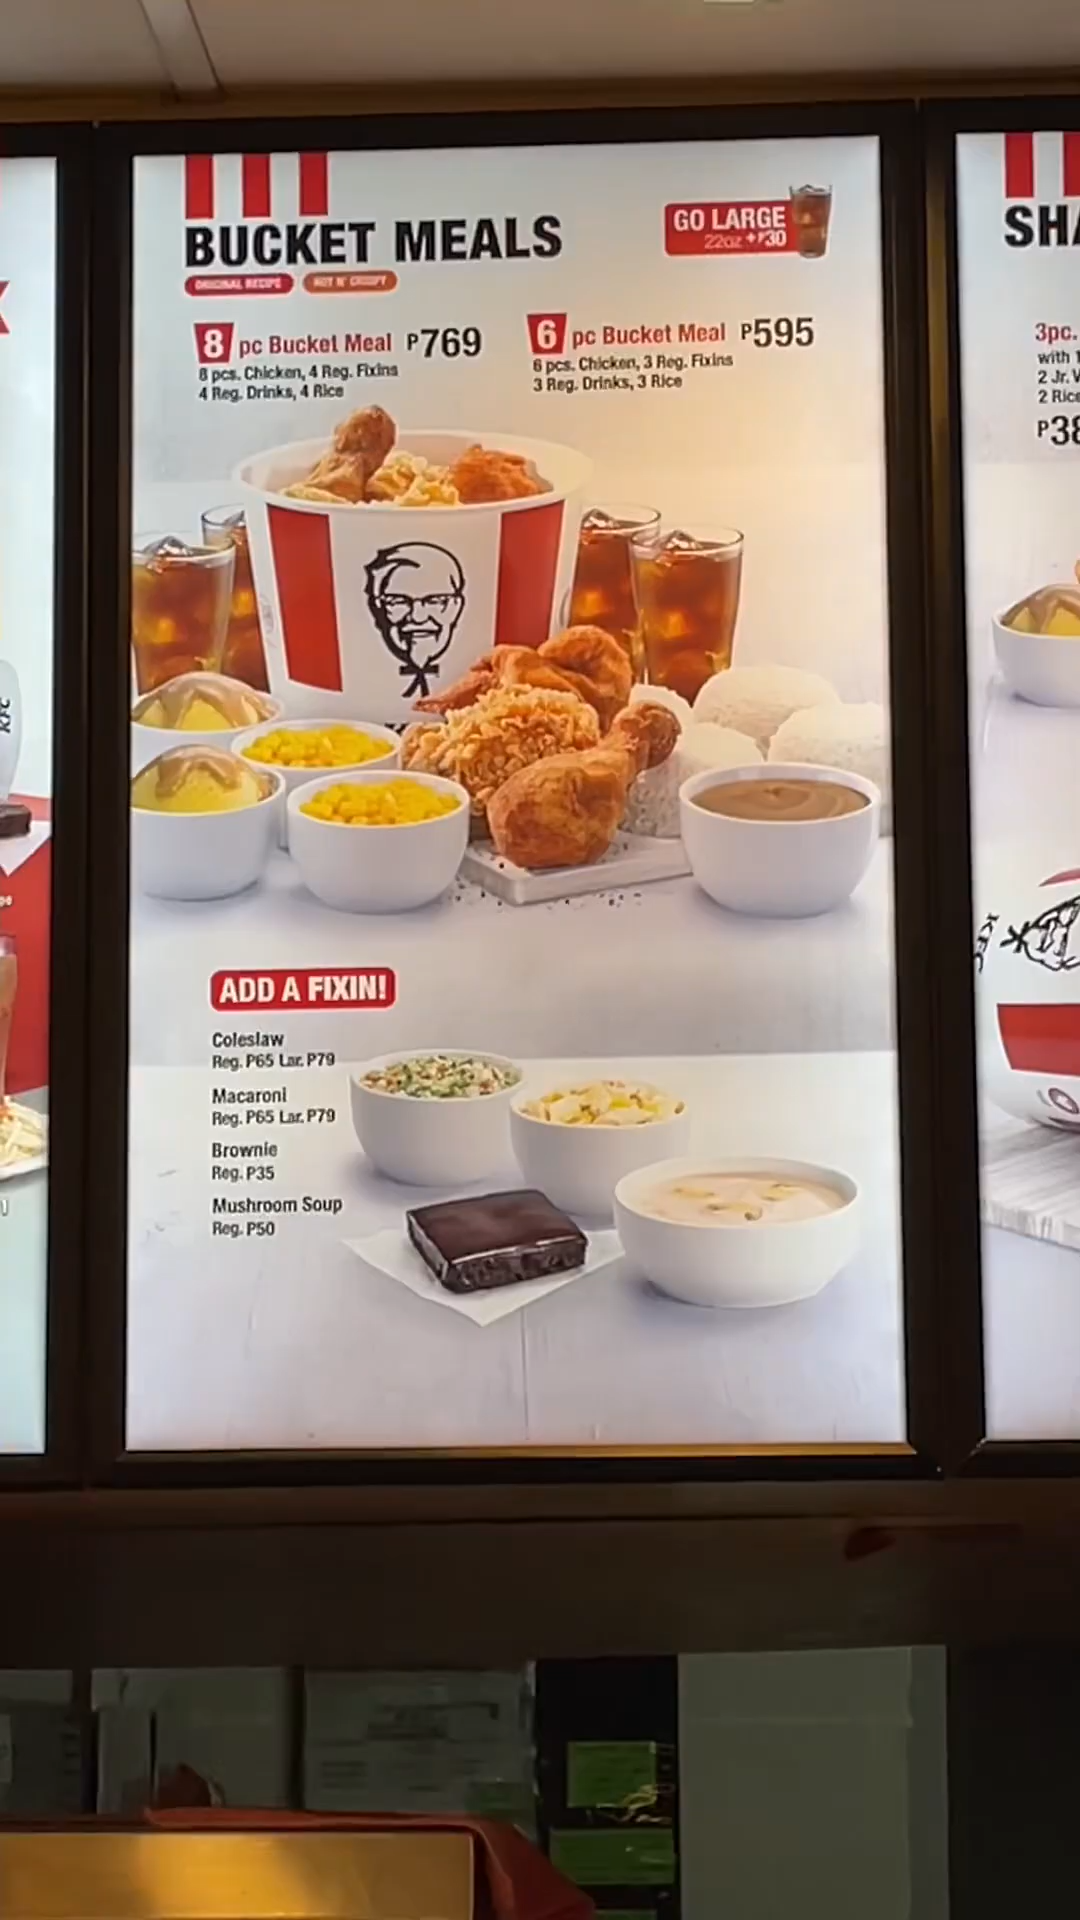 BUCKET MEALS
ORIGINAL RECIPE HOT N' CRISPY
GO LARGE
22oz +P30
8 pc Bucket Meal P769
8 pcs. Chicken, 4 Reg. Fixins
4 Reg. Drinks, 4 Rice
6 pc Bucket Meal P595
6 pcs. Chicken, 3 Reg. Fixins
3 Reg. Drinks, 3 Rice
ADD A FIXIN!
Coleslaw
Reg. P65 Lar. P79
Macaroni
Reg. P65 Lar. P79
Brownie
Reg. P35
Mushroom Soup
Reg. P50
3pc.
with
2 Jr.
2 Rice
KFC
KFC